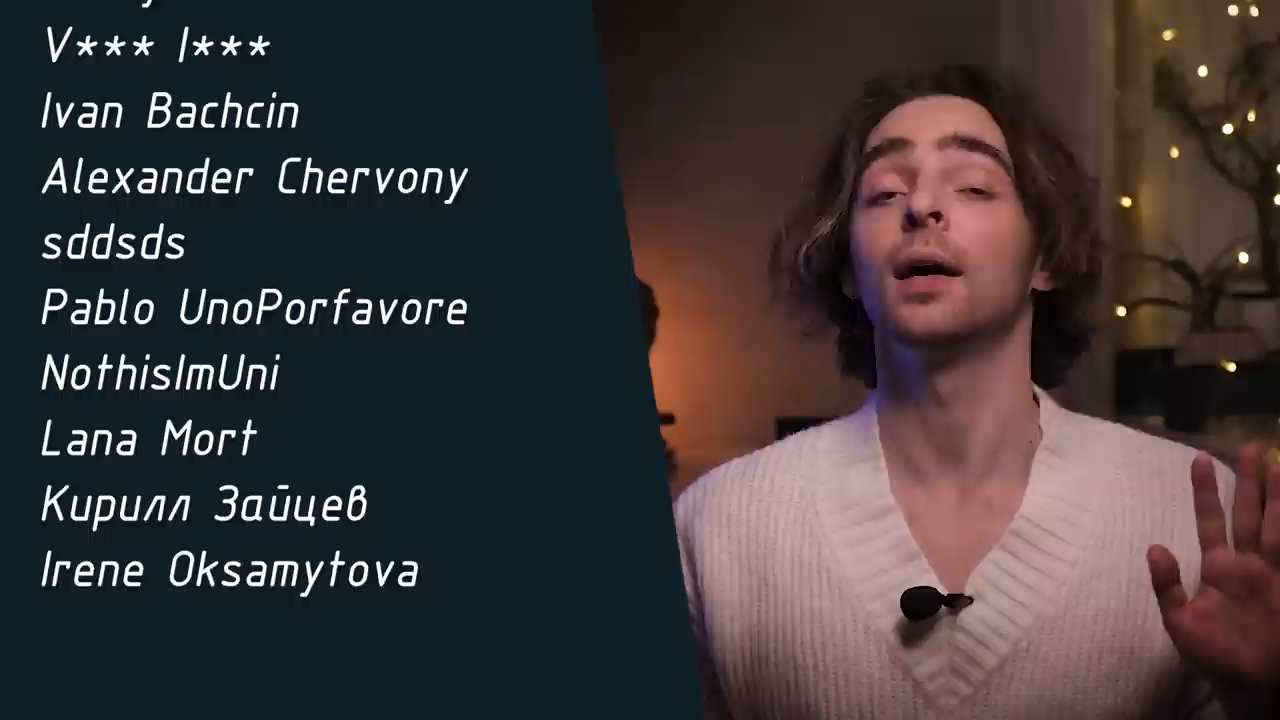 V*** I***
Ivan Bachcin
Alexander Chervony
sddsds
Pablo UnoPorfavore
NothisImUni
Lana Mort
Кирилл Зайцев
Irene Oksamytova